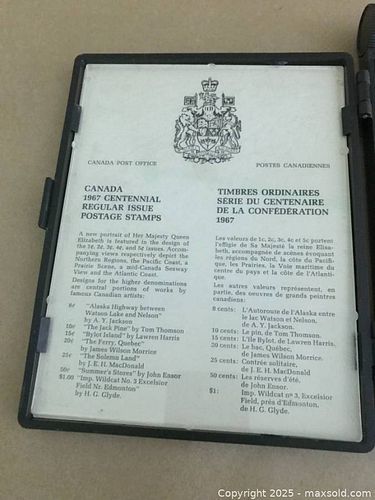 CANADA POST OFFICE
POSTES CANADIENNES
CANADA
1967 CENTENNIAL
REGULAR ISSUE
POSTAGE STAMPS
A new portrait of Her Majesty Queen
Elizabeth is featured in the design of
the 1¢, 2¢, 3¢, 4¢, and 5¢ issues. Accom-
panying views respectively depict the
Northern Regions, the Pacific Coast, a
Prairie Scene, a mid-Canada Seaway
View and the Atlantic Coast.
Designs for the higher denominations
are central portions of works by
famous Canadian artists:
8¢ "Alaska Highway between
Watson Lake and Nelson"
by A. Y. Jackson
10¢ "The Jack Pine" by Tom Thomson
15¢ "Bylot Island" by Lawren Harris
20¢ "The Ferry, Quebec"
by James Wilson Morrice
25¢ "The Solemn Land"
by J. E. H. MacDonald
50¢ "Summer's Stores" by John Ensor
$1.00 "Imp. Wildcat No. 3 Excelsior
Field Nr. Edmonton"
by H. G. Glyde.
TIMBRES ORDINAIRES
SÉRIE DU CENTENAIRE
DE LA CONFÉDÉRATION
1967
Les valeurs de 1c, 2c, 3c, 4c et 5c portent
l'effigie de Sa Majesté la reine Elisa-
beth, accompagnée de scènes évoquant
les régions du Nord, la côte du Pacifi-
que, les Prairies, la Voie maritime du
centre du pays et la côte de l'Atlanti-
que.
Les autres valeurs représentent, en
partie, des oeuvres de grands peintres
canadiens:
8 cents: L'Autoroute de l'Alaska entre
le lac Watson et Nelson,
de A. Y. Jackson.
10 cents: Le pin, de Tom Thomson.
15 cents: L'île Bylot, de Lawren Harris.
20 cents: Le bac, Québec,
de James Wilson Morrice.
25 cents: Contrée solitaire,
de J. E. H. MacDonald
50 cents: Les réserves d'été,
de John Ensor
$1: Imp. Wildcat nº 3, Excelsior
Field, près d'Edmonton,
de H. G. Glyde.
Copyright 2025 - maxsold.com